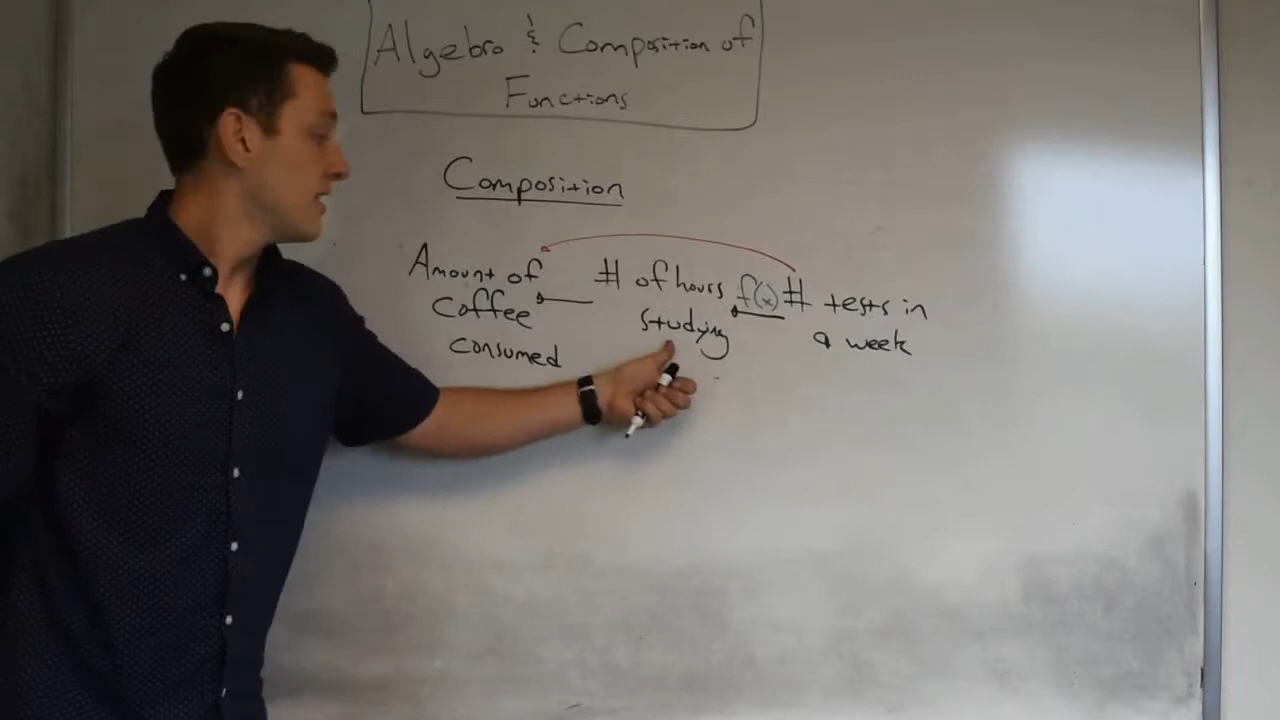 Algebra & Composition of
Functions
Composition
Amount of
coffee
consumed
# of hours
studying
f(x)
# tests in
a week